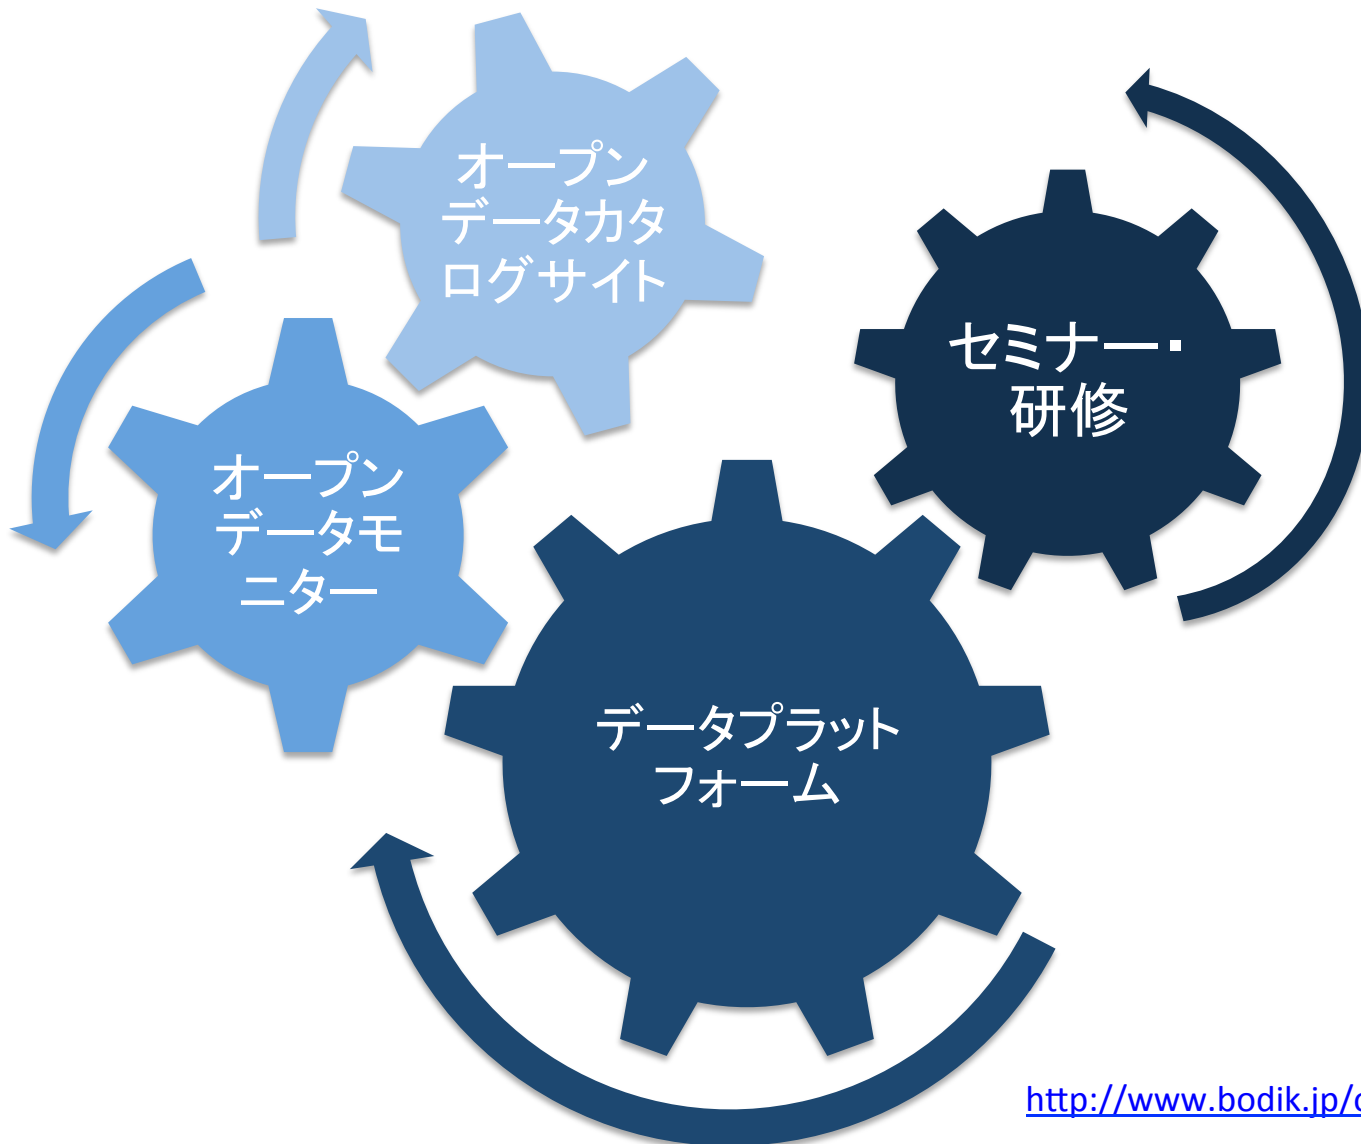 オープン
データカタ
ログサイト
セミナー・
研修
オープン
データモ
ニター
データプラット
フォーム
http://www.bodik.jp/